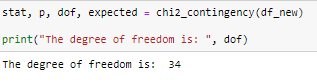 stat, p, dof, expected = chi2_contingency(df_new)
print("The degree of freedom is: ", dof)
The degree of freedom is:  34